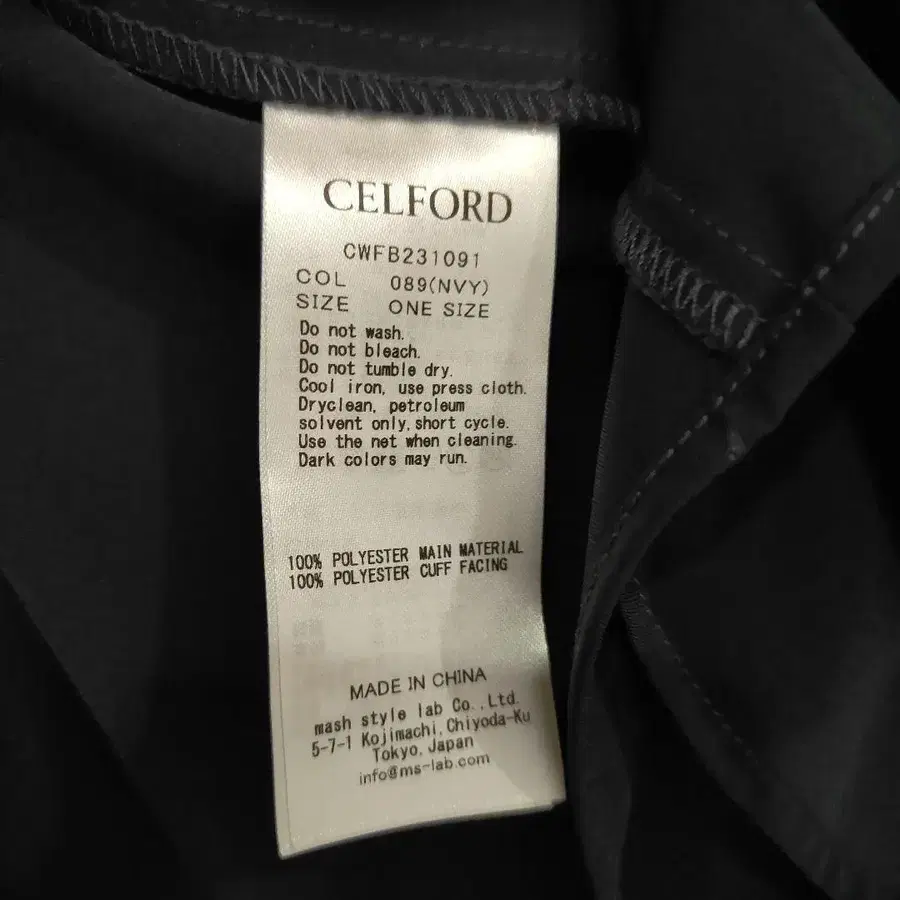 CELFORD
CWFB231091
COL 089(NVY)
SIZE ONE SIZE
Do not wash.
Do not bleach.
Do not tumble dry.
Cool iron, use press cloth.
Dryclean, petroleum
solvent only, short cycle.
Use the net when cleaning.
Dark colors may run.
100% POLYESTER MAIN MATERIAL
100% POLYESTER CUFF FACING
MADE IN CHINA
mash style lab Co.,Ltd.
5-7-1 Kojimachi, Chiyoda-Ku
Tokyo, Japan
info@ms-lab.com